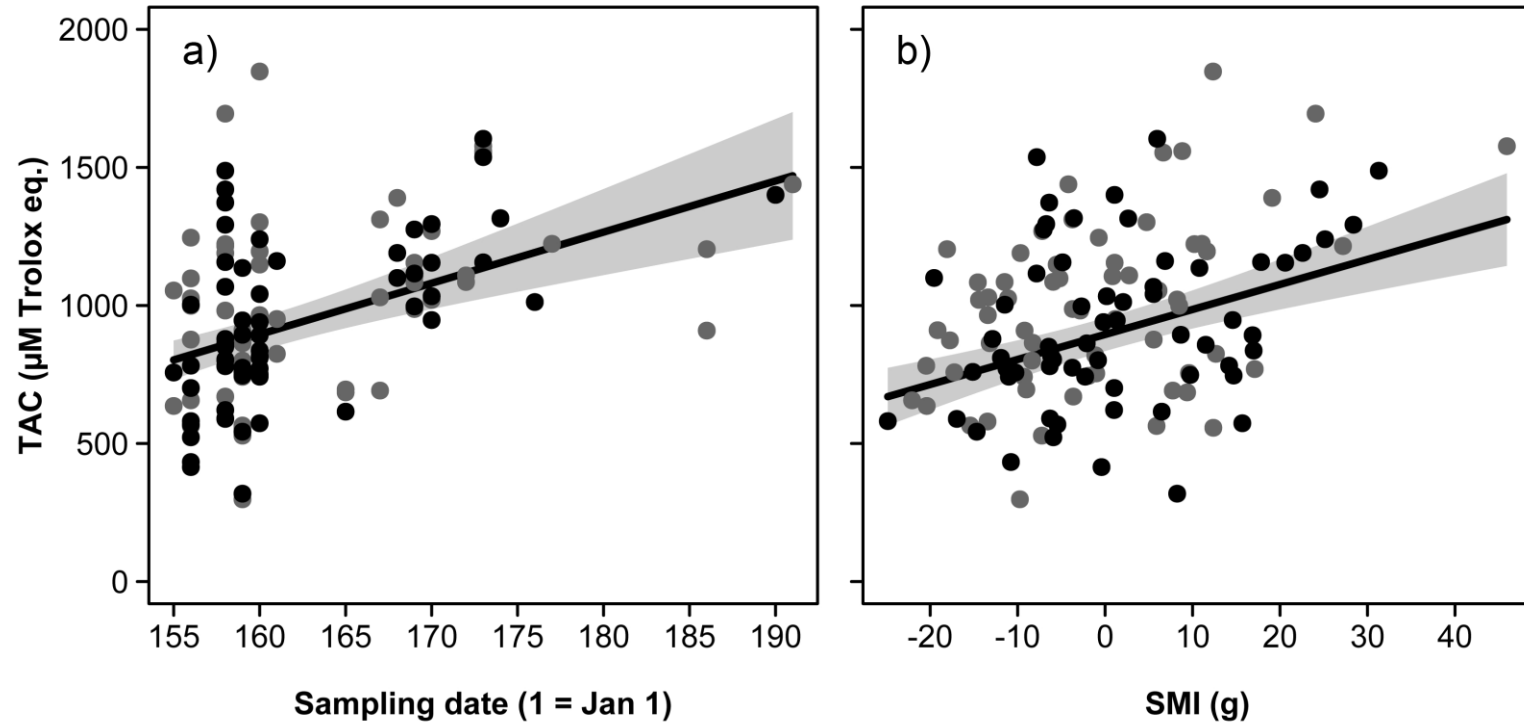 a)
b)
TAC (µM Trolox eq.)
2000
1500
1000
500
0
155 160 165 170 175 180 185 190
-20 -10 0 10 20 30 40
Sampling date (1 = Jan 1)
SMI (g)